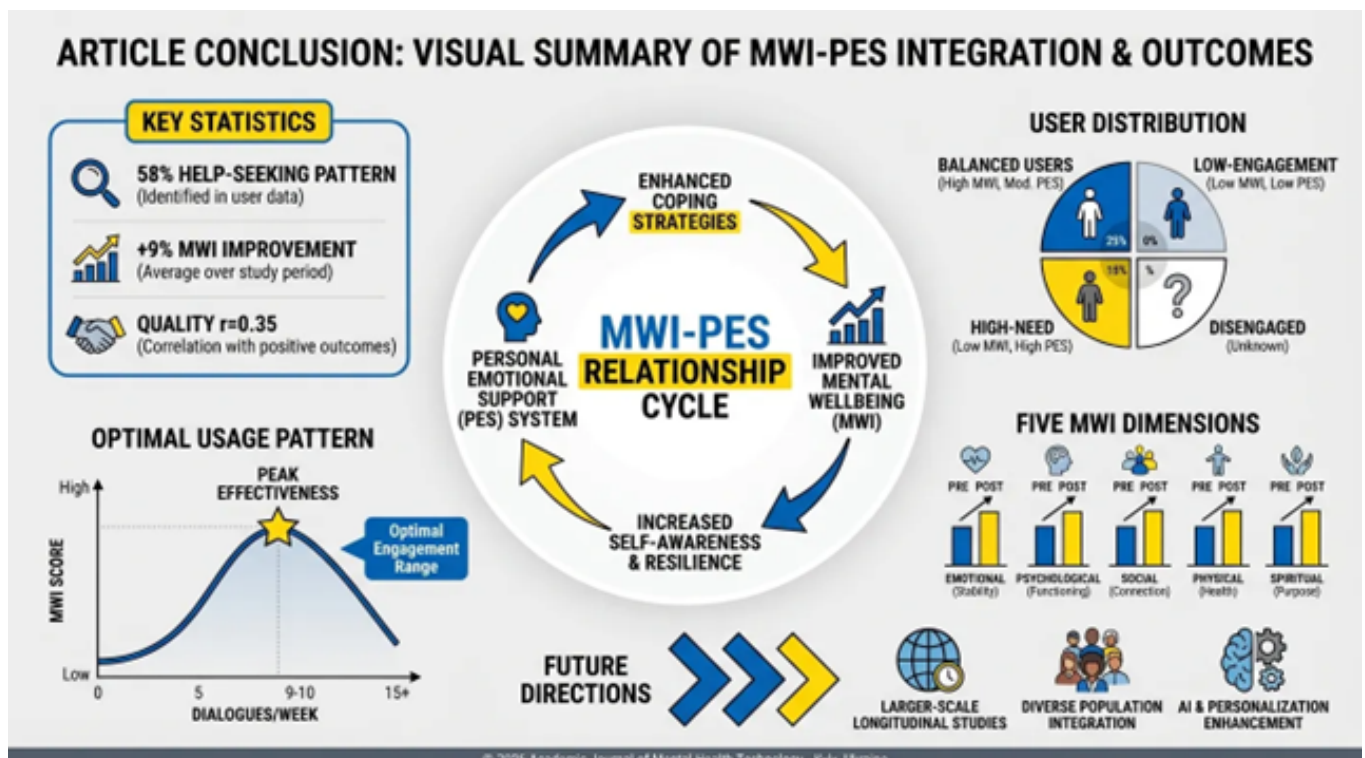 ARTICLE CONCLUSION: VISUAL SUMMARY OF MWI-PES INTEGRATION & OUTCOMES
KEY STATISTICS
58% HELP-SEEKING PATTERN
(Identified in user data)
+9% MWI IMPROVEMENT
(Average over study period)
QUALITY r=0.35
(Correlation with positive outcomes)
OPTIMAL USAGE PATTERN
PEAK
EFFECTIVENESS
High
Optimal
Engagement
Range
MWI SCORE
Low
0
5
9-10
15+
DIALOGUES/WEEK
ENHANCED
COPING
STRATEGIES
MWI-PES
RELATIONSHIP
CYCLE
PERSONAL
EMOTIONAL
SUPPORT
(PES) SYSTEM
IMPROVED
MENTAL
WELLBEING
(MWI)
INCREASED
SELF-AWARENESS
& RESILIENCE
USER DISTRIBUTION
BALANCED USERS
(High MWI, Mod. PES)
LOW-ENGAGEMENT
(Low MWI, Low PES)
25%
0%
%
?
HIGH-NEED
(Low MWI, High PES)
DISENGAGED
(Unknown)
FIVE MWI DIMENSIONS
PRE POST
PRE POST
PRE POST
PRE POST
PRE POST
EMOTIONAL
(Stability)
PSYCHOLOGICAL
(Functioning)
SOCIAL
(Connection)
PHYSICAL
(Health)
SPIRITUAL
(Purpose)
FUTURE
DIRECTIONS
LARGER-SCALE
LONGITUDINAL STUDIES
DIVERSE POPULATION
INTEGRATION
AI & PERSONALIZATION
ENHANCEMENT
Academic Journal of Mental Health Technology